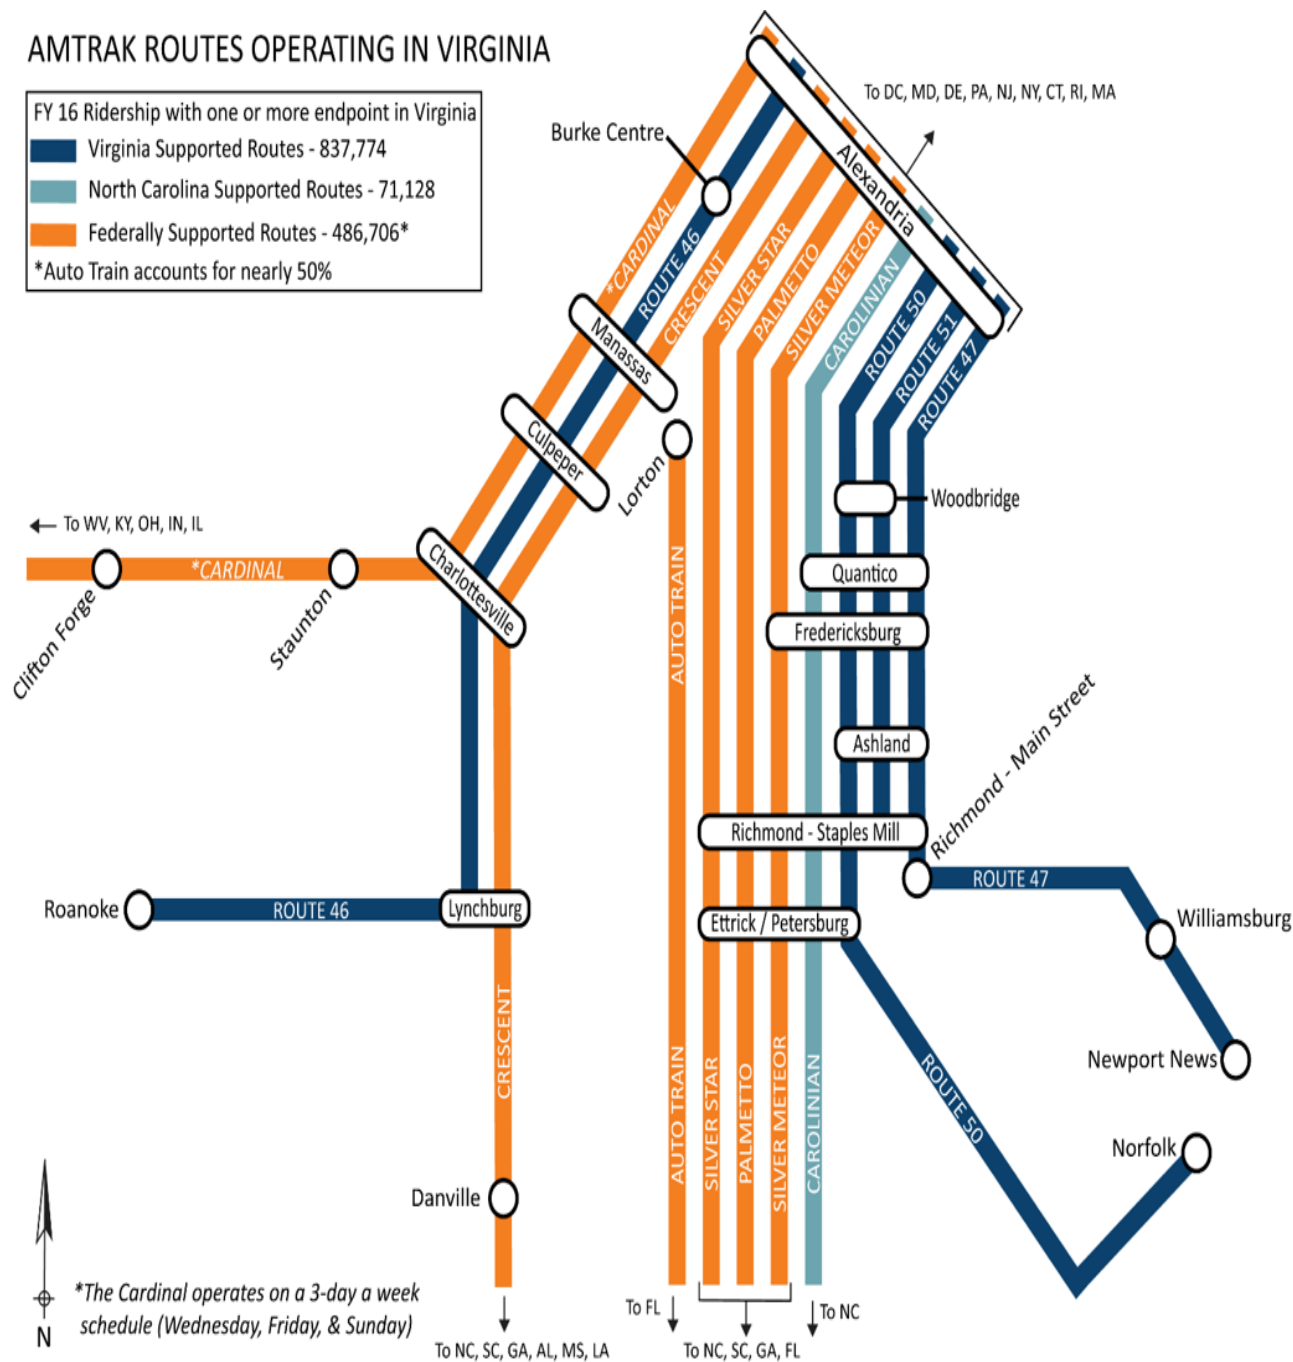 AMTRAK ROUTES OPERATING IN VIRGINIA
FY 16 Ridership with one or more endpoint in Virginia
Virginia Supported Routes - 837,774
North Carolina Supported Routes - 71,128
Federally Supported Routes - 486,706*
*Auto Train accounts for nearly 50%
To DC, MD, DE, PA, NJ, NY, CT, RI, MA
Burke Centre
Alexandria
*CARDINAL
ROUTE 46
CRESCENT
SILVER STAR
PALMETTO
SILVER METEOR
CAROLINIAN
ROUTE 50
ROUTE 51
ROUTE 47
Manassas
Culpeper
Lorton
Woodbridge
To WV, KY, OH, IN, IL
*CARDINAL
Charlottesville
Clifton Forge
Staunton
AUTO TRAIN
Quantico
Fredericksburg
Ashland
Richmond - Staples Mill
Richmond - Main Street
ROUTE 47
Roanoke
ROUTE 46
Lynchburg
Ettrick / Petersburg
Williamsburg
Newport News
CRESCENT
AUTO TRAIN
SILVER STAR
PALMETTO
SILVER METEOR
CAROLINIAN
ROUTE 50
Norfolk
Danville
N
*The Cardinal operates on a 3-day a week
schedule (Wednesday, Friday, & Sunday)
To NC, SC, GA, AL, MS, LA
To FL
To NC, SC, GA, FL
To NC